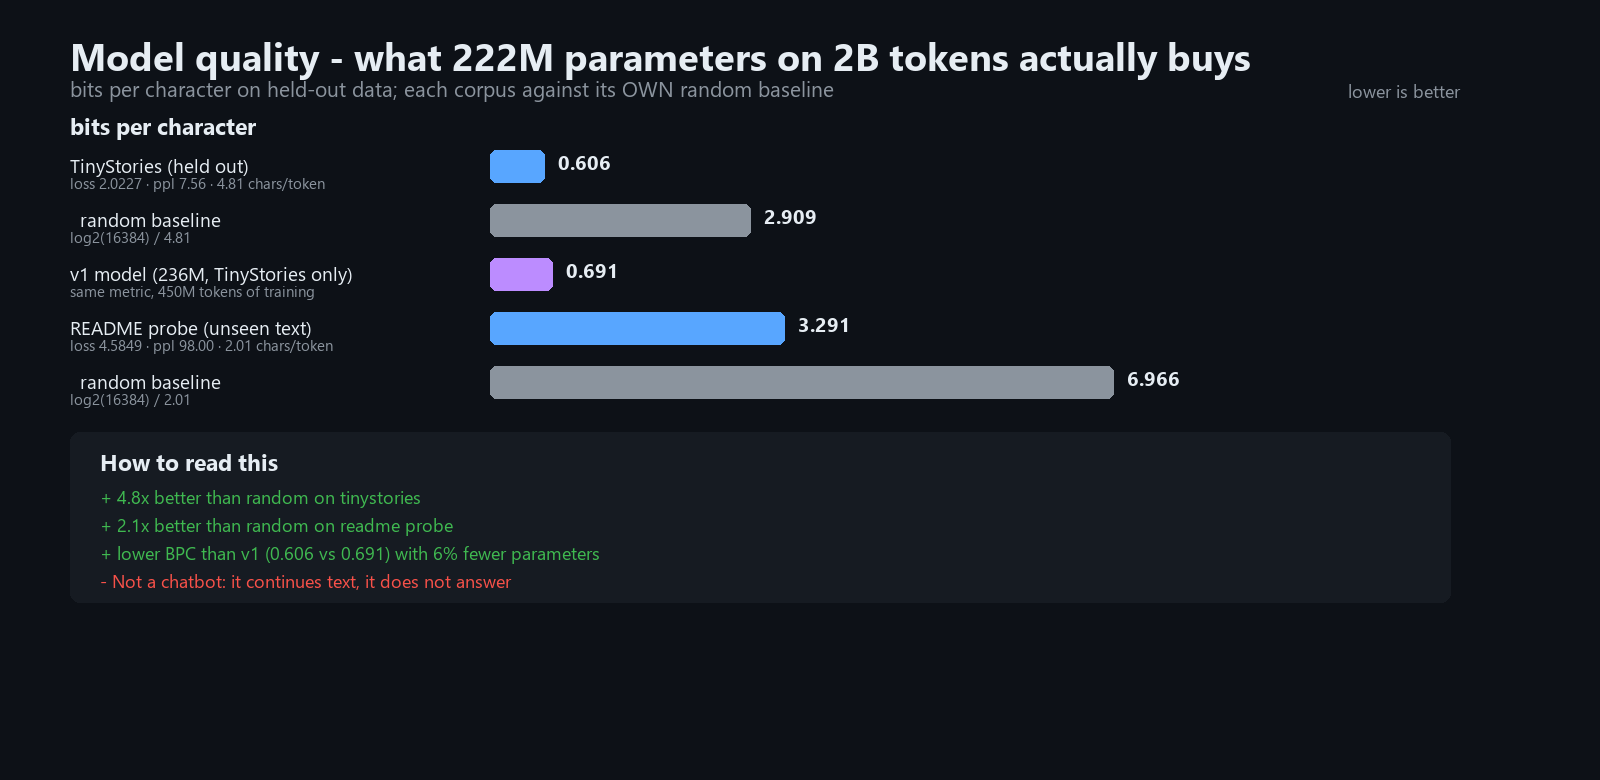 Model quality - what 222M parameters on 2B tokens actually buys
bits per character on held-out data; each corpus against its OWN random baseline
lower is better
bits per character
TinyStories (held out)
0.606
loss 2.0227 · ppl 7.56 · 4.81 chars/token
random baseline
2.909
log2(16384) / 4.81
v1 model (236M, TinyStories only)
0.691
same metric, 450M tokens of training
README probe (unseen text)
3.291
loss 4.5849 · ppl 98.00 · 2.01 chars/token
random baseline
6.966
log2(16384) / 2.01
How to read this
+ 4.8x better than random on tinystories
+ 2.1x better than random on readme probe
+ lower BPC than v1 (0.606 vs 0.691) with 6% fewer parameters
- Not a chatbot: it continues text, it does not answer